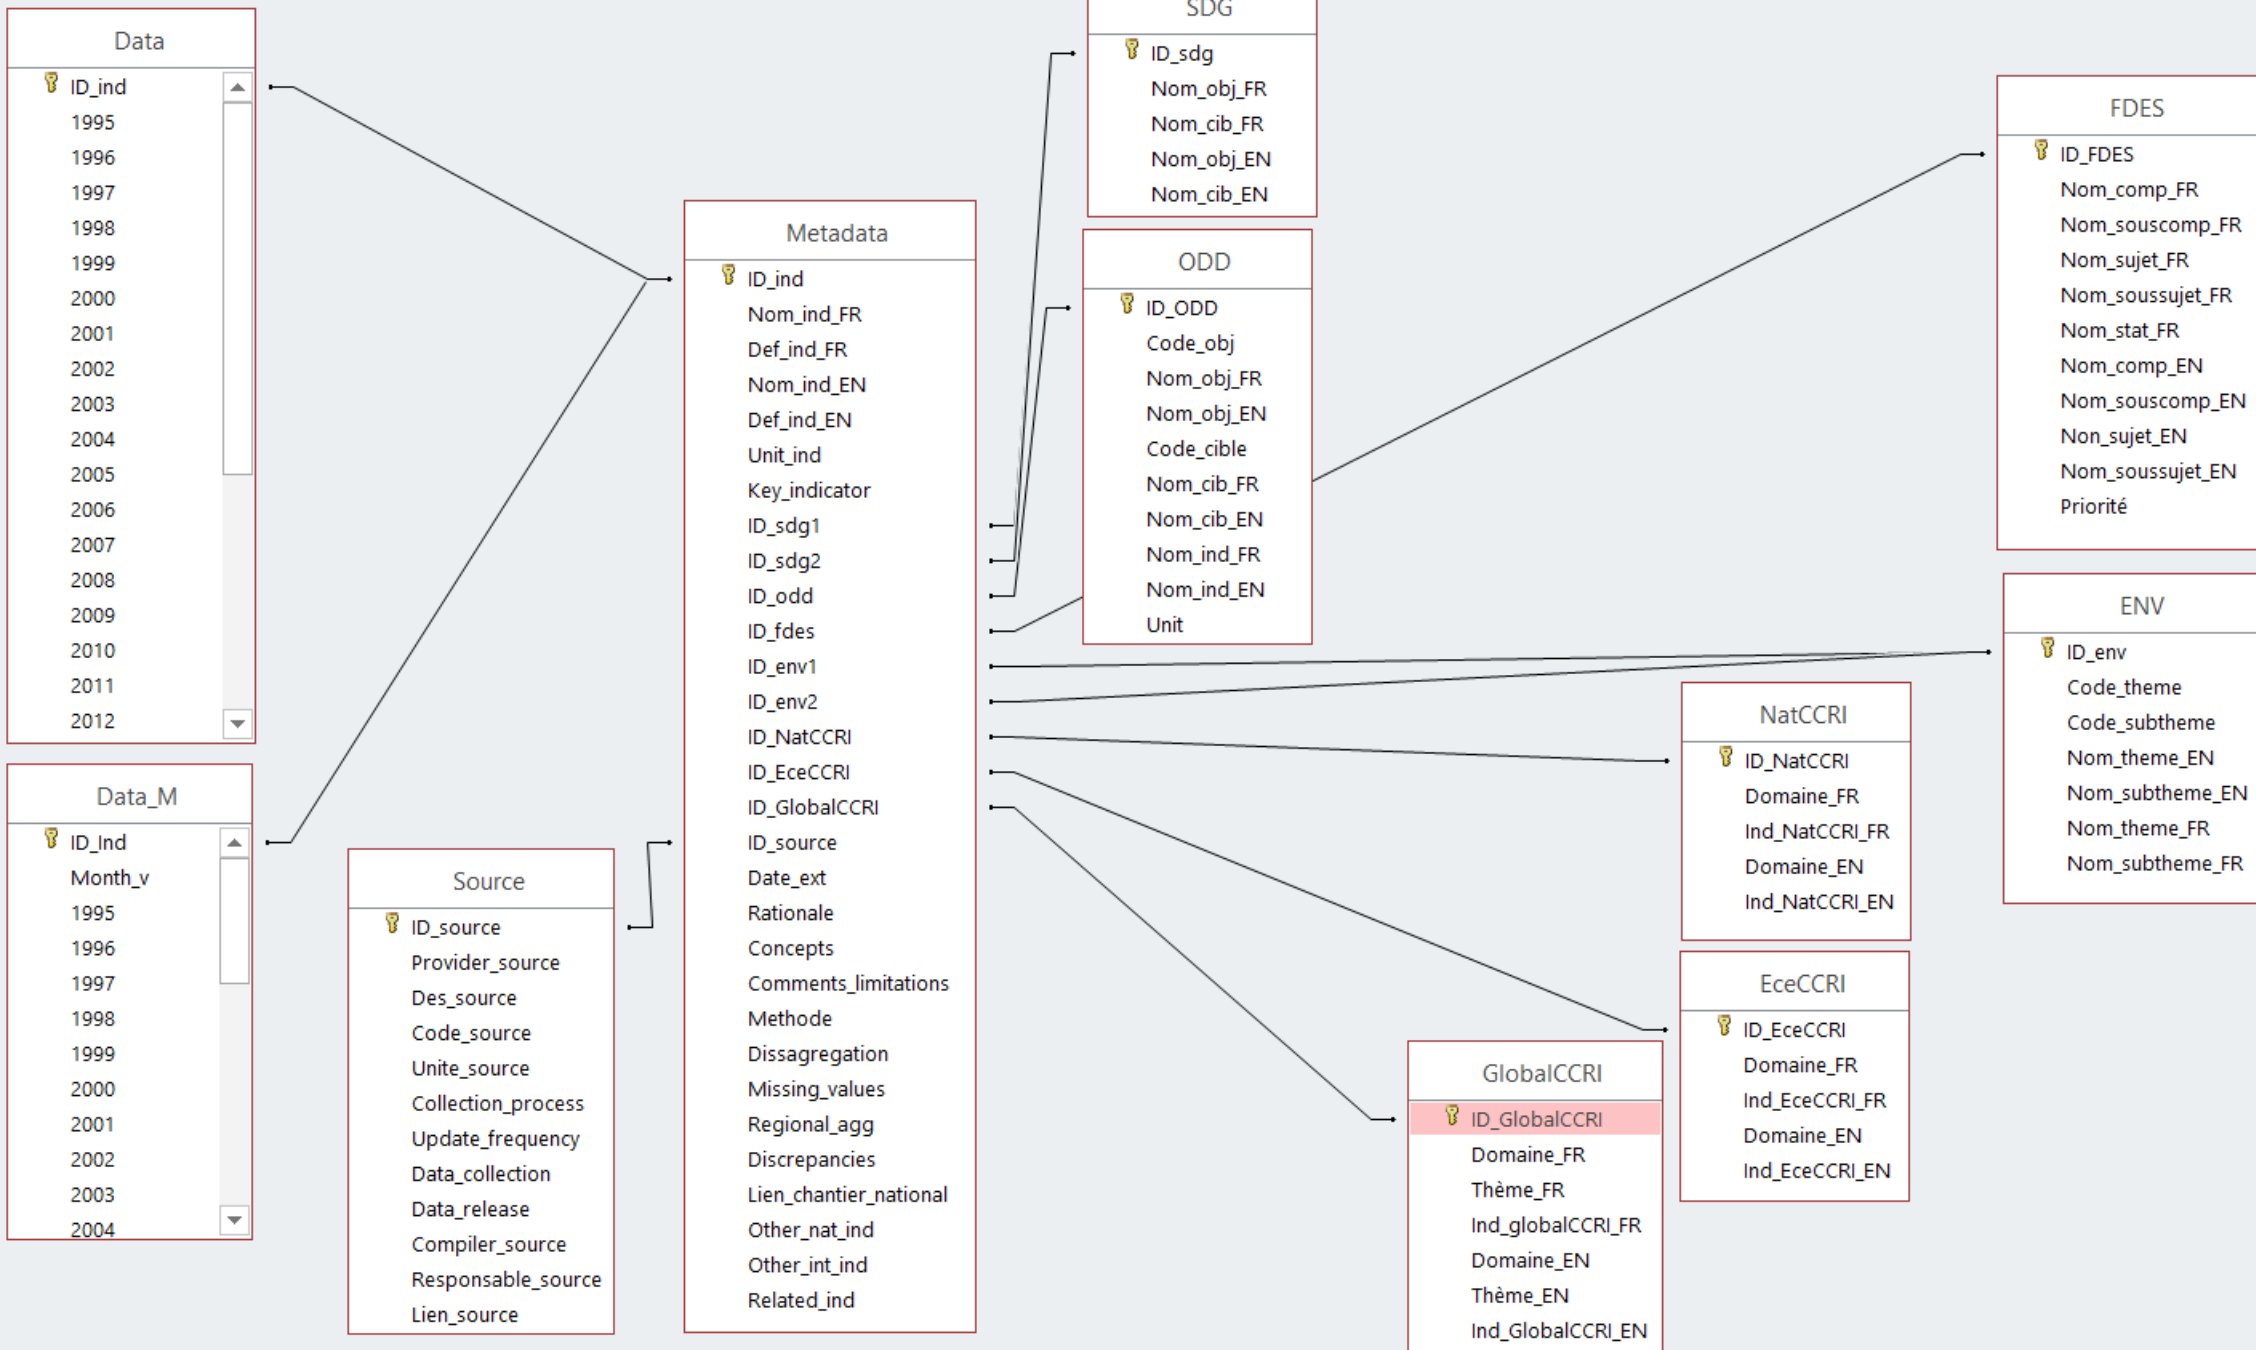 Data
ID_ind
1995
1996
1997
1998
1999
2000
2001
2002
2003
2004
2005
2006
2007
2008
2009
2010
2011
2012
Data_M
ID_Ind
Month_v
1995
1996
1997
1998
1999
2000
2001
2002
2003
2004
Source
ID_source
Provider_source
Des_source
Code_source
Unite_source
Collection_process
Update_frequency
Data_collection
Data_release
Compiler_source
Responsable_source
Lien_source
Metadata
ID_ind
Nom_ind_FR
Def_ind_FR
Nom_ind_EN
Def_ind_EN
Unit_ind
Key_indicator
ID_sdg1
ID_sdg2
ID_odd
ID_fdes
ID_env1
ID_env2
ID_NatCCRI
ID_EceCCRI
ID_GlobalCCRI
ID_source
Date_ext
Rationale
Concepts
Comments_limitations
Methode
Dissagregation
Missing_values
Regional_agg
Discrepancies
Lien_chantier_national
Other_nat_ind
Other_int_ind
Related_ind
SDG
ID_sdg
Nom_obj_FR
Nom_cib_FR
Nom_obj_EN
Nom_cib_EN
ODD
ID_ODD
Code_obj
Nom_obj_FR
Nom_obj_EN
Code_cible
Nom_cib_FR
Nom_cib_EN
Nom_ind_FR
Nom_ind_EN
Unit
FDES
ID_FDES
Nom_comp_FR
Nom_souscomp_FR
Nom_sujet_FR
Nom_soussujet_FR
Nom_stat_FR
Nom_comp_EN
Nom_souscomp_EN
Non_sujet_EN
Nom_soussujet_EN
Priorité
ENV
ID_env
Code_theme
Code_subtheme
Nom_theme_EN
Nom_subtheme_EN
Nom_theme_FR
Nom_subtheme_FR
NatCCRI
ID_NatCCRI
Domaine_FR
Ind_NatCCRI_FR
Domaine_EN
Ind_NatCCRI_EN
EceCCRI
ID_EceCCRI
Domaine_FR
Ind_EceCCRI_FR
Domaine_EN
Ind_EceCCRI_EN
GlobalCCRI
ID_GlobalCCRI
Domaine_FR
Thème_FR
Ind_globalCCRI_FR
Domaine_EN
Thème_EN
Ind_GlobalCCRI_EN